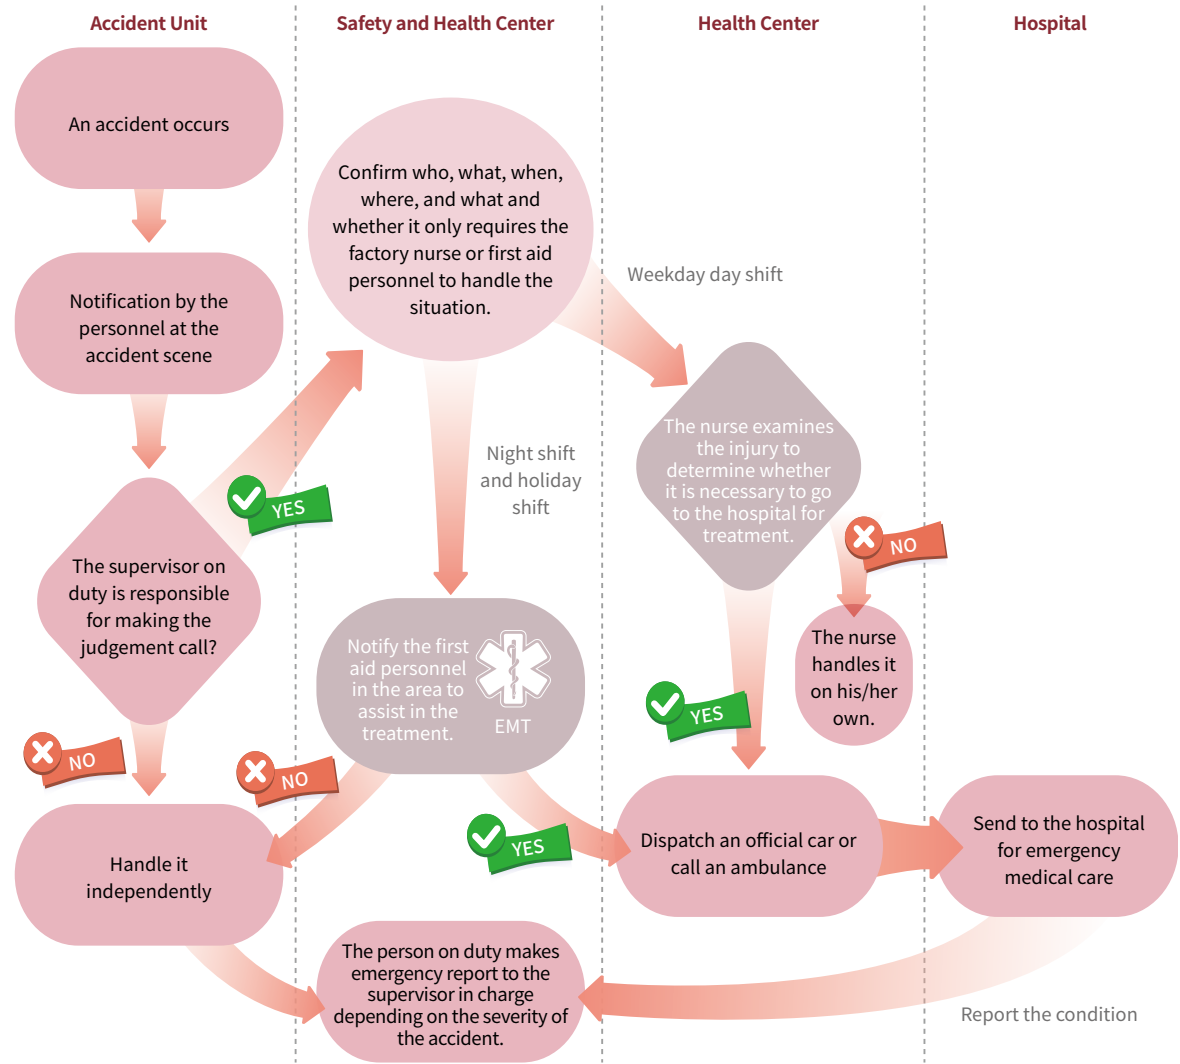 Accident Unit
Safety and Health Center
Health Center
Hospital
An accident occurs
Notification by the
personnel at the
accident scene
The supervisor on
duty is responsible
for making the
judgement call?
YES
NO
Handle it
independently
Confirm who, what, when,
where, and what and
whether it only requires the
factory nurse or first aid
personnel to handle the
situation.
Weekday day shift
Night shift
and holiday
shift
Notify the first
aid personnel
in the area to
assist in the
treatment.
EMT
NO
YES
The nurse examines
the injury to
determine whether
it is necessary to go
to the hospital for
treatment.
NO
The nurse
handles it
on his/her
own.
YES
Dispatch an official car or
call an ambulance
Send to the hospital
for emergency
medical care
Report the condition
The person on duty makes
emergency report to the
supervisor in charge
depending on the severity of
the accident.